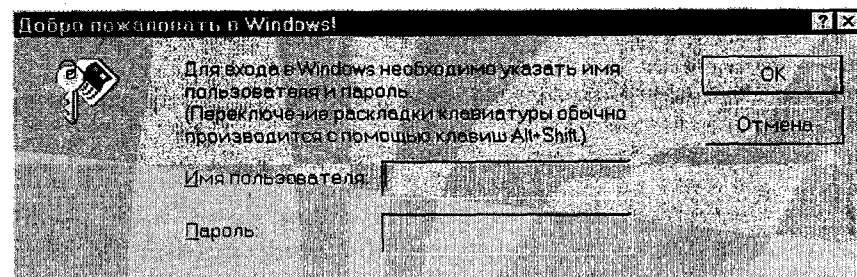 Добро пожаловать в Windows!
Для входа в Windows необходимо указать имя
пользователя и пароль.
(Переключение раскладки клавиатуры обычно
производится с помощью клавиш Alt+Shift.)
OK
Отмена
Имя пользователя:
Пароль: